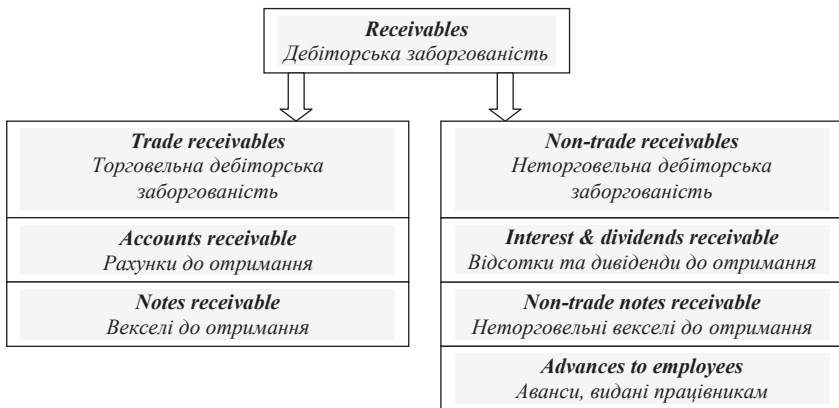 Receivables
Дебіторська заборгованість
Trade receivables
Торговельна дебіторська
заборгованість
Accounts receivable
Рахунки до отримання
Notes receivable
Векселі до отримання
Non-trade receivables
Неторговельна дебіторська
заборгованість
Interest & dividends receivable
Відсотки та дивіденди до отримання
Non-trade notes receivable
Неторговельні векселі до отримання
Advances to employees
Аванси, видані працівникам